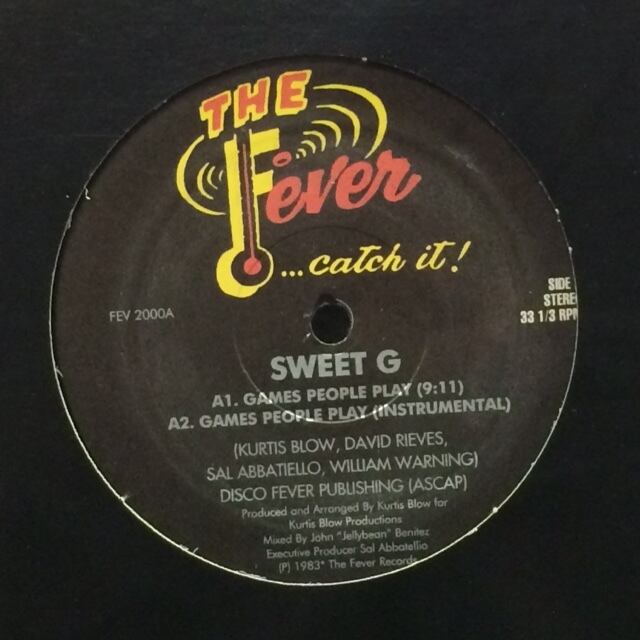 THE
Fever
...catch it!
FEV 2000A
SIDE
STEREO
33 1/3 RPM
SWEET G
A1. GAMES PEOPLE PLAY (9:11)
A2. GAMES PEOPLE PLAY (INSTRUMENTAL)
(KURTIS BLOW, DAVID RIEVES,
SAL ABBATIELLO, WILLIAM WARNING)
DISCO FEVER PUBLISHING (ASCAP)
Produced and Arranged By Kurtis Blow for
Kurtis Blow Productions
Mixed By John "Jellybean" Benitez
Executive Producer Sal Abbatellio
(P) 1983* The Fever Records